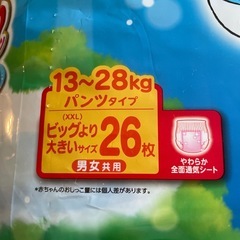 13~28kg
パンツタイプ
(XXL)
ビッグより
大きいサイズ
26枚
男女共用
やわらか
全面通気シート
*赤ちゃんのおしっこ量には個人差があります。